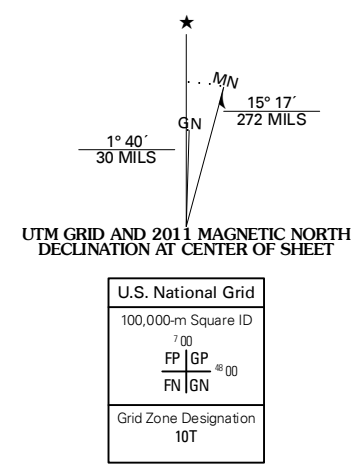 ★
MN
GN
15° 17´
272 MILS
1° 40´
30 MILS
UTM GRID AND 2011 MAGNETIC NORTH
DECLINATION AT CENTER OF SHEET
U.S. National Grid
100,000-m Square ID
7 00
FP GP
48 00
FN GN
Grid Zone Designation
10T